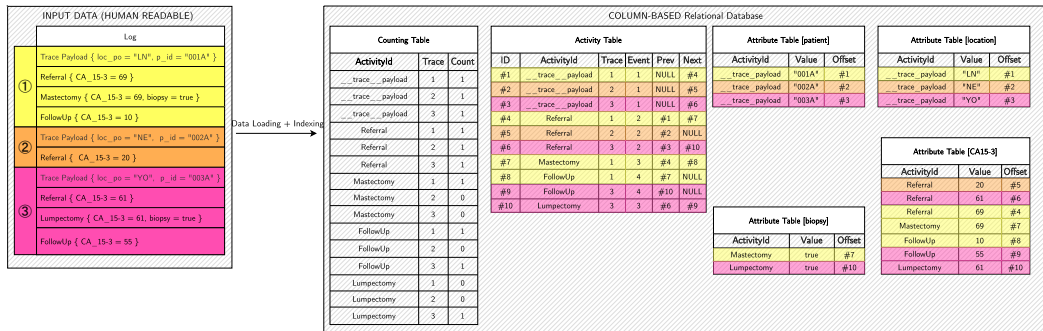 INPUT DATA (HUMAN READABLE)
Log
① Trace Payload { loc_po = "LN", p_id = "001A" }
Referral { CA_15-3 = 69 }
Mastectomy { CA_15-3 = 69, biopsy = true }
FollowUp { CA_15-3 = 10 }
② Trace Payload { loc_po = "NE", p_id = "002A" }
Referral { CA_15-3 = 20 }
③ Trace Payload { loc_po = "YO", p_id = "003A" }
Referral { CA_15-3 = 61 }
Lumpectomy { CA_15-3 = 61, biopsy = true }
FollowUp { CA_15-3 = 55 }
Data Loading + Indexing
COLUMN-BASED Relational Database
Counting Table
ActivityId Trace Count
__trace__payload 1 1
__trace__payload 2 1
__trace__payload 3 1
Referral 1 1
Referral 2 1
Referral 3 1
Mastectomy 1 1
Mastectomy 2 0
Mastectomy 3 0
FollowUp 1 1
FollowUp 2 0
FollowUp 3 1
Lumpectomy 1 0
Lumpectomy 2 0
Lumpectomy 3 1
Activity Table
ID ActivityId Trace Event Prev Next
#1 __trace__payload 1 1 NULL #4
#2 __trace__payload 2 1 NULL #5
#3 __trace__payload 3 1 NULL #6
#4 Referral 1 2 #1 #7
#5 Referral 2 2 #2 NULL
#6 Referral 3 2 #3 #10
#7 Mastectomy 1 3 #4 #8
#8 FollowUp 1 4 #7 NULL
#9 FollowUp 3 4 #10 NULL
#10 Lumpectomy 3 3 #6 #9
Attribute Table [patient]
ActivityId Value Offset
__trace__payload "001A" #1
__trace__payload "002A" #2
__trace__payload "003A" #3
Attribute Table [location]
ActivityId Value Offset
__trace__payload "LN" #1
__trace__payload "NE" #2
__trace__payload "YO" #3
Attribute Table [biopsy]
ActivityId Value Offset
Mastectomy true #7
Lumpectomy true #10
Attribute Table [CA15-3]
ActivityId Value Offset
Referral 20 #5
Referral 61 #6
Referral 69 #4
Mastectomy 69 #7
FollowUp 10 #8
FollowUp 55 #9
Lumpectomy 61 #10